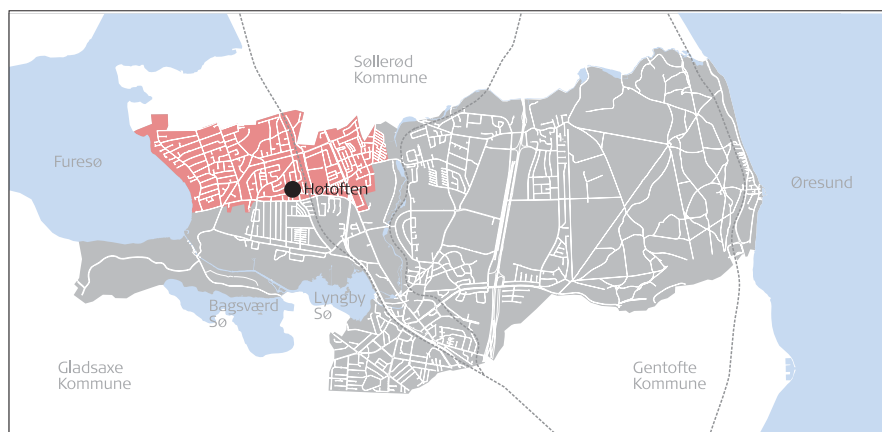 Søllerød
Kommune
Furesø
Høtoften
Øresund
Bagsværd
Sø
Lyngby
Sø
Gladsaxe
Kommune
Gentofte
Kommune